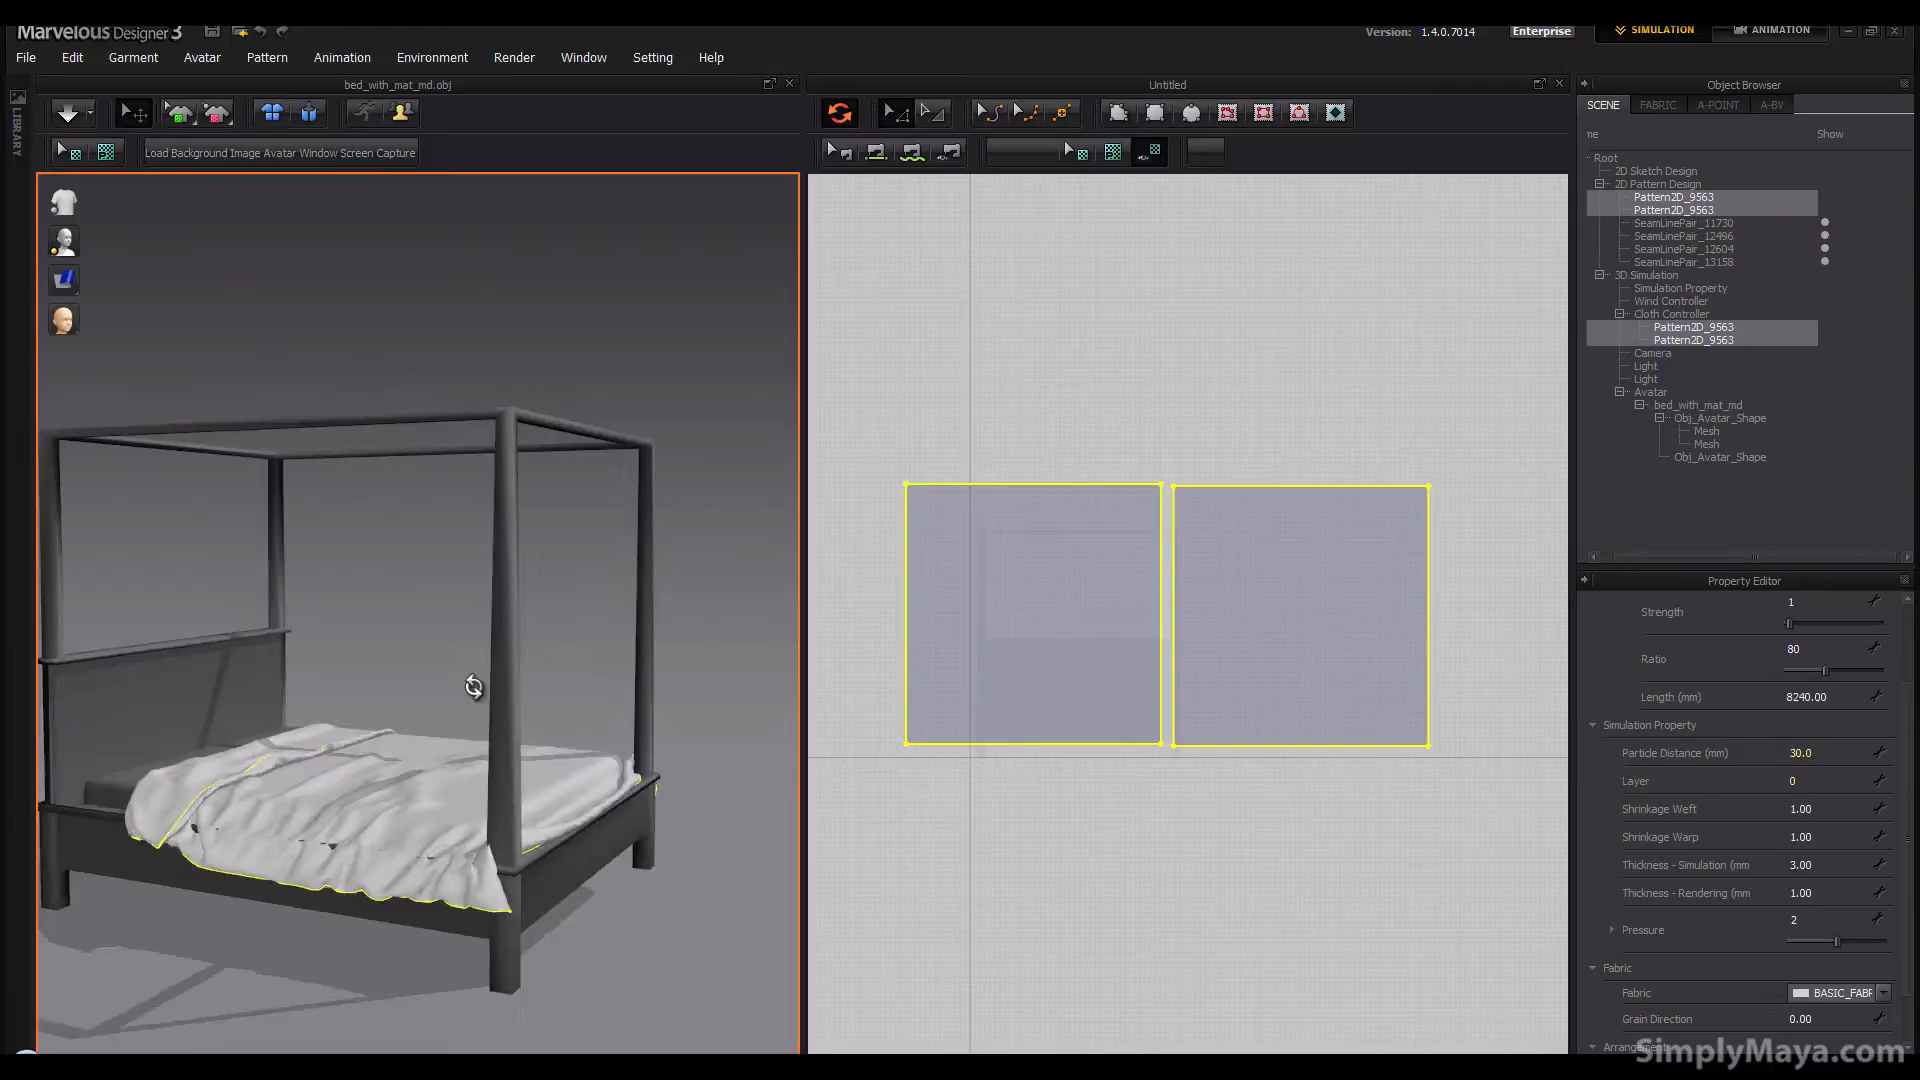 Marvelous Designer 3
Version: 1.4.0.7014
Enterprise
SIMULATION
ANIMATION
File Edit Garment Avatar Pattern Animation Environment Render Window Setting Help
bed_with_mat_md.obj
Untitled
Object Browser
LIBRARY
SCENE FABRIC A-POINT A-BV
Load Background Image Avatar Window Screen Capture
me Show
Root
2D Sketch Design
2D Pattern Design
Pattern2D_9563
Pattern2D_9563
SeamLinePair_11730
SeamLinePair_12496
SeamLinePair_12604
SeamLinePair_13158
3D Simulation
Simulation Property
Wind Controller
Cloth Controller
Pattern2D_9563
Pattern2D_9563
Camera
Light
Light
Avatar
bed_with_mat_md
Obj_Avatar_Shape
Mesh
Mesh
Obj_Avatar_Shape
Property Editor
Strength 1
Ratio 80
Length (mm) 8240.00
Simulation Property
Particle Distance (mm) 30.0
Layer 0
Shrinkage Weft 1.00
Shrinkage Warp 1.00
Thickness - Simulation (mm 3.00
Thickness - Rendering (mm 1.00
Pressure 2
Fabric
Fabric BASIC_FABF
Grain Direction 0.00
Arrangement
SimplyMaya.com